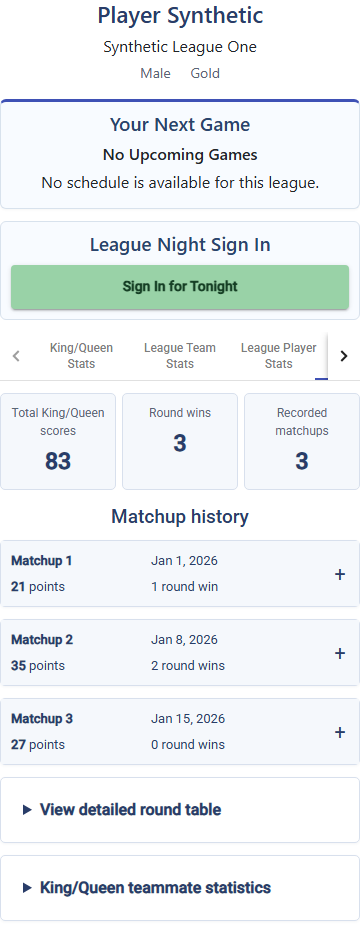 Player Synthetic
Synthetic League One
Male Gold
Your Next Game
No Upcoming Games
No schedule is available for this league.
League Night Sign In
Sign In for Tonight
King/Queen Stats
League Team Stats
League Player Stats
Total King/Queen scores
83
Round wins
3
Recorded matchups
3
Matchup history
Matchup 1 Jan 1, 2026
21 points 1 round win
+
Matchup 2 Jan 8, 2026
35 points 2 round wins
+
Matchup 3 Jan 15, 2026
27 points 0 round wins
+
View detailed round table
King/Queen teammate statistics